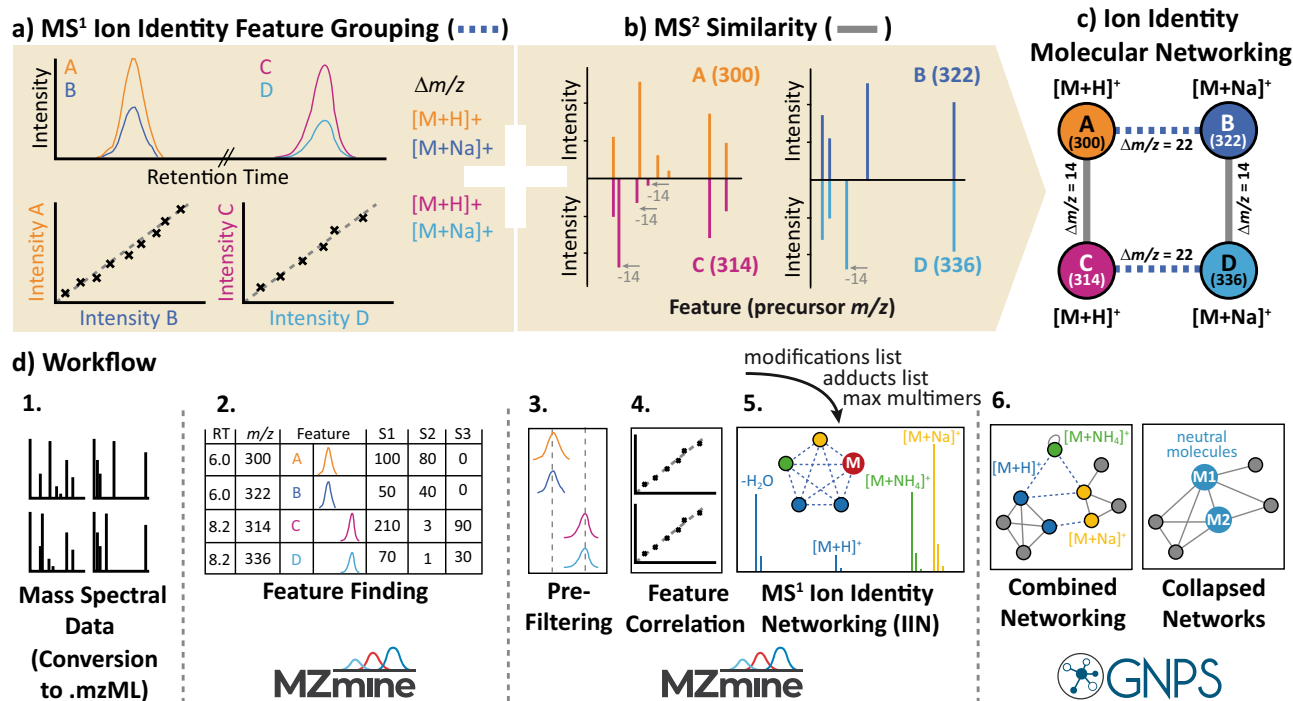 a) MS¹ Ion Identity Feature Grouping (    )
Intensity
A
B
C
D
Retention Time
Δm/z
[M+H]+
[M+Na]+
[M+H]+
[M+Na]+
Intensity A
Intensity B
Intensity C
Intensity D
b) MS² Similarity (    )
Intensity
Intensity
A (300)
-14
-14
-14
C (314)
Intensity
Intensity
B (322)
-14
D (336)
Feature (precursor m/z)
c) Ion Identity
Molecular Networking
[M+H]⁺
[M+Na]⁺
A
(300)
Δm/z = 22
B
(322)
Δm/z = 14
Δm/z = 14
C
(314)
Δm/z = 22
D
(336)
[M+H]⁺
[M+Na]⁺
d) Workflow
1.
Mass Spectral
Data
(Conversion
to .mzML)
2.
RT m/z Feature S1 S2 S3
6.0 300 A 100 80 0
6.0 322 B 50 40 0
8.2 314 C 210 3 90
8.2 336 D 70 1 30
Feature Finding
MZmine
3.
Pre-
Filtering
4.
Feature
Correlation
modifications list
adducts list
max multimers
5.
[M+Na]⁺
M
[M+NH₄]⁺
-H₂O
[M+H]⁺
MS¹ Ion Identity
Networking (IIN)
MZmine
6.
[M+NH₄]⁺
[M+H]⁺
[M+Na]⁺
Combined
Networking
neutral
molecules
M1
M2
Collapsed
Networks
GNPS